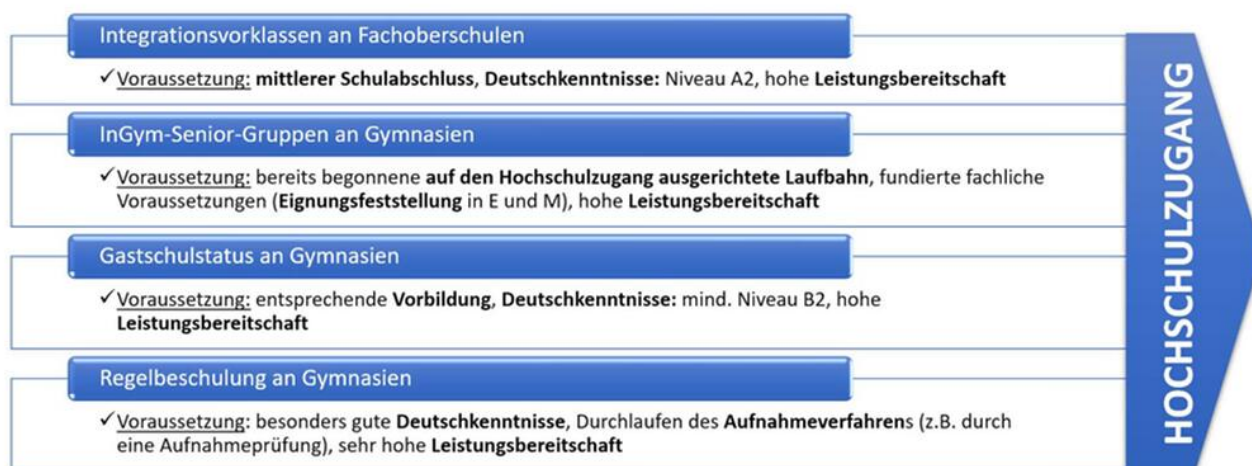 Integrationsvorklassen an Fachoberschulen
✓Voraussetzung: mittlerer Schulabschluss, Deutschkenntnisse: Niveau A2, hohe Leistungsbereitschaft
InGym-Senior-Gruppen an Gymnasien
✓Voraussetzung: bereits begonnene auf den Hochschulzugang ausgerichtete Laufbahn, fundierte fachliche
Voraussetzungen (Eignungsfeststellung in E und M), hohe Leistungsbereitschaft
Gastschulstatus an Gymnasien
✓Voraussetzung: entsprechende Vorbildung, Deutschkenntnisse: mind. Niveau B2, hohe
Leistungsbereitschaft
Regelbeschulung an Gymnasien
✓Voraussetzung: besonders gute Deutschkenntnisse, Durchlaufen des Aufnahmeverfahrens (z.B. durch
eine Aufnahmeprüfung), sehr hohe Leistungsbereitschaft
HOCHSCHULZUGANG